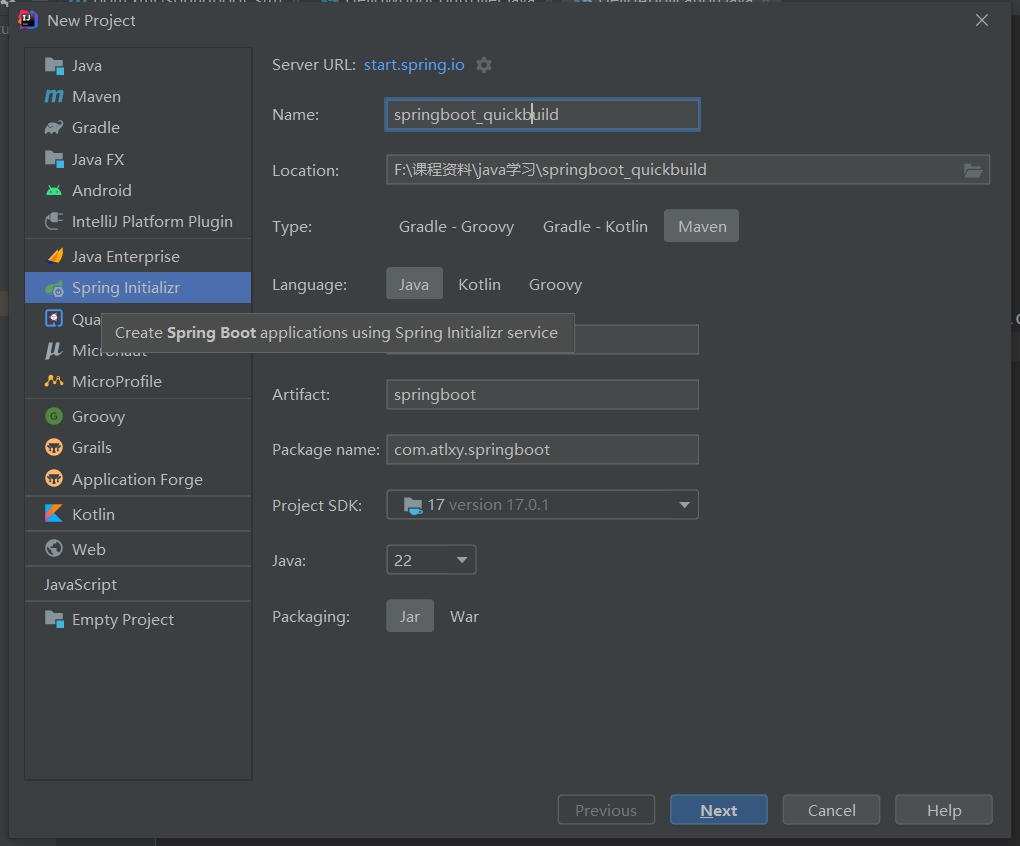 New Project
Java
Maven
Gradle
Java FX
Android
IntelliJ Platform Plugin
Java Enterprise
Spring Initializr
Create Spring Boot applications using Spring Initializr service
MicroProfile
Groovy
Grails
Application Forge
Kotlin
Web
JavaScript
Empty Project
Server URL: start.spring.io
Name: springboot_quickbuild
Location: F:\课程资料\java学习\springboot_quickbuild
Type: Gradle - Groovy Gradle - Kotlin Maven
Language: Java Kotlin Groovy
Artifact: springboot
Package name: com.atlxy.springboot
Project SDK: 17 version 17.0.1
Java: 22
Packaging: Jar War
Previous Next Cancel Help